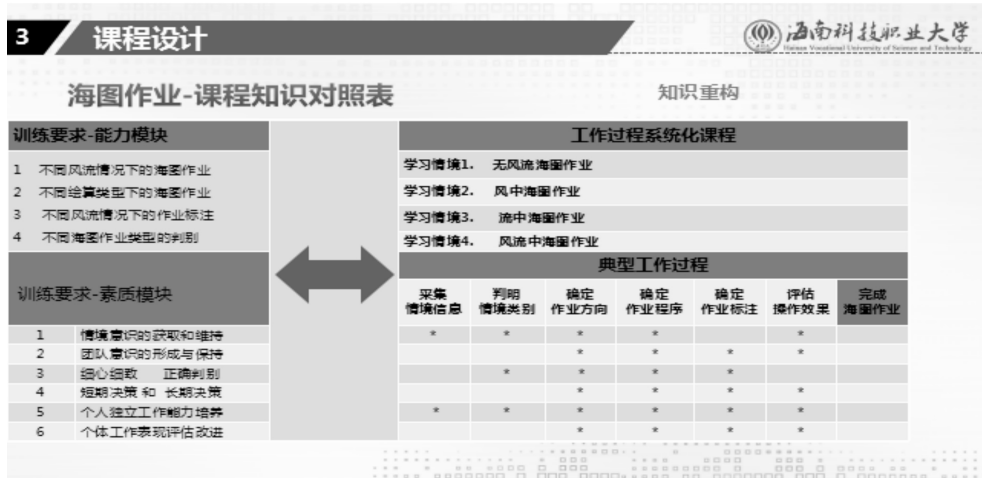 3 课程设计
海南科技职业大学
Hainan Vocational University of Science and Technology
海图作业-课程知识对照表
知识重构
训练要求-能力模块
1 不同风流情况下的海图作业
2 不同绘算类型下的海图作业
3 不同风流情况下的作业标注
4 不同海图作业类型的判别
工作过程系统化课程
学习情境1. 无风流海图作业
学习情境2. 风中海图作业
学习情境3. 流中海图作业
学习情境4. 风流中海图作业
训练要求-素质模块
典型工作过程
采集 判明 确定 确定 确定 评估 完成
情境信息 情境类别 作业方向 作业程序 作业标注 操作效果 海图作业
1 情境意识的获取和维持 * * * * *
2 团队意识的形成与保持 * * * *
3 细心细致 正确判别 * * * *
4 短期决策 和 长期决策 * * * *
5 个人独立工作能力培养 * * * * * *
6 个体工作表现评估改进 * * * *